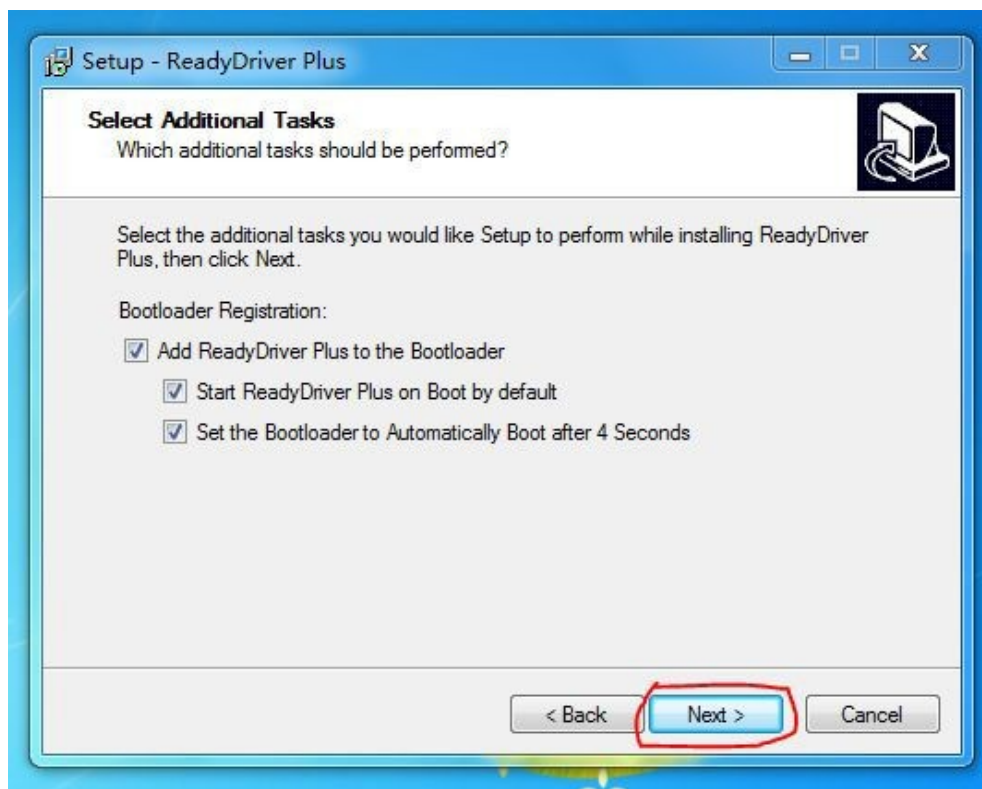 Setup - ReadyDriver Plus
Select Additional Tasks
Which additional tasks should be performed?
Select the additional tasks you would like Setup to perform while installing ReadyDriver
Plus, then click Next.
Bootloader Registration:
Add ReadyDriver Plus to the Bootloader
Start ReadyDriver Plus on Boot by default
Set the Bootloader to Automatically Boot after 4 Seconds
< Back
Next >
Cancel